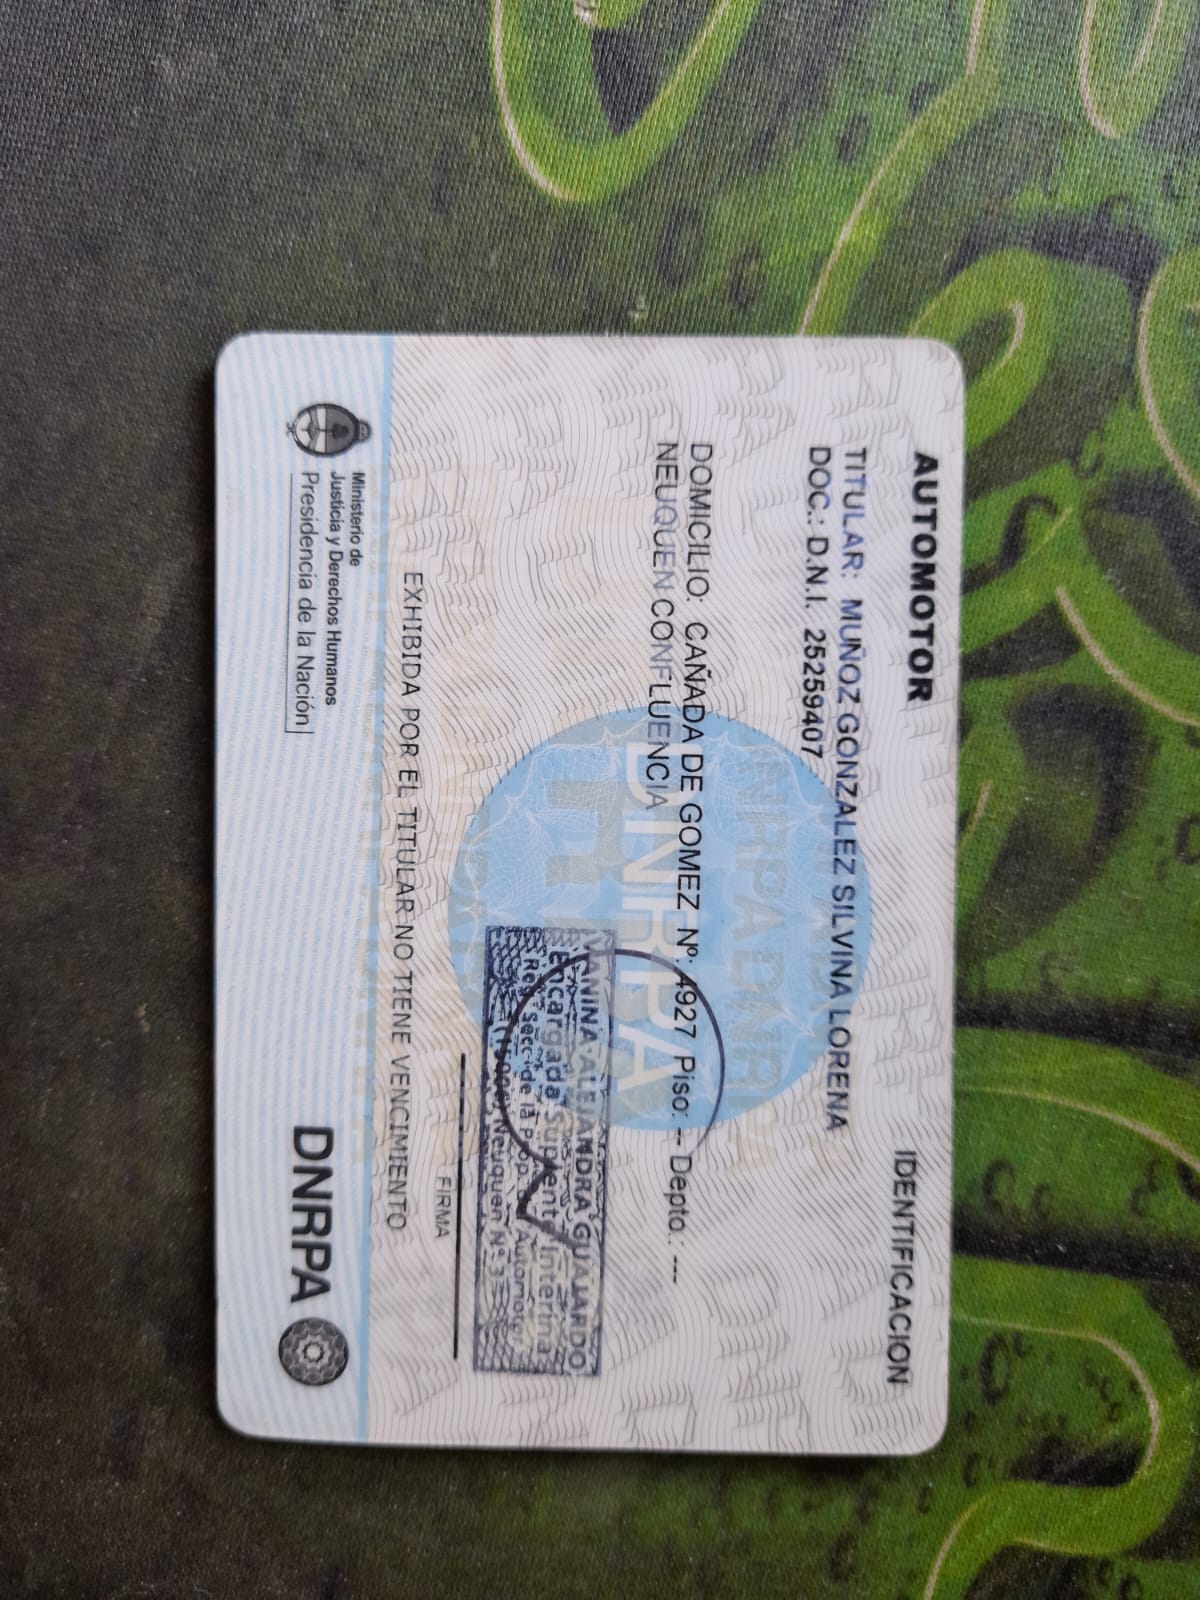 AUTOMOTOR IDENTIFICACION
TITULAR: MUÑOZ GONZALEZ SILVINA LORENA
DOC.: D.N.I. 25259407
DOMICILIO: CAÑADA DE GOMEZ Nº: 4927 Piso: -- Depto.: ---
NEUQUEN CONFLUENCIA
DNRPA
VANINA ALEJANDRA GUAJARDO
Encargada Suplente Interina
Reg. Secc. de la Prop. Automotor
Neuquen Nº 3
FIRMA
EXHIBIDA POR EL TITULAR NO TIENE VENCIMIENTO
Ministerio de
Justicia y Derechos Humanos
Presidencia de la Nación
DNRPA